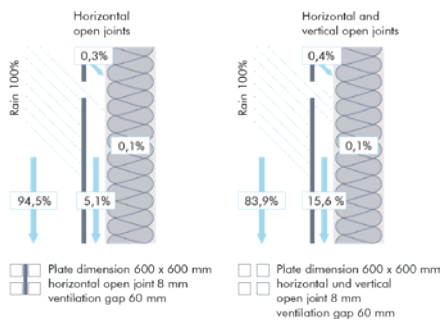 Horizontal
open joints
Rain 100%
0,3%
0,1%
94,5%
5,1%
Plate dimension 600 x 600 mm
horizontal open joint 8 mm
ventilation gap 60 mm
Horizontal and
vertical open joints
Rain 100%
0,4%
0,1%
83,9%
15,6 %
Plate dimension 600 x 600 mm
horizontal und vertical
open joint 8 mm
ventilation gap 60 mm